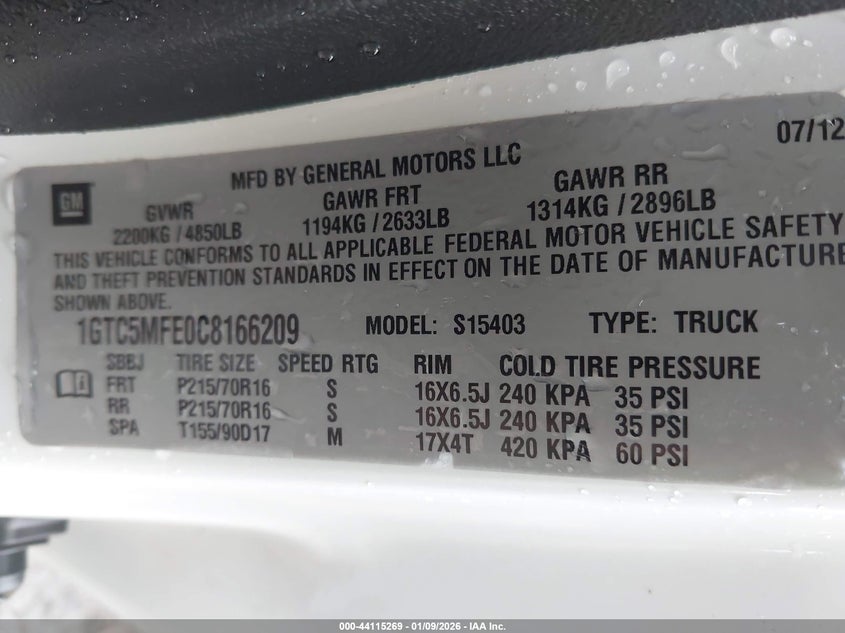 07/12
MFD BY GENERAL MOTORS LLC
GM
GVWR GAWR FRT GAWR RR
2200KG / 4850LB 1194KG / 2633LB 1314KG / 2896LB
THIS VEHICLE CONFORMS TO ALL APPLICABLE FEDERAL MOTOR VEHICLE SAFETY
AND THEFT PREVENTION STANDARDS IN EFFECT ON THE DATE OF MANUFACTURE
SHOWN ABOVE.
1GTC5MFE0C8166209 MODEL: S15403 TYPE: TRUCK
SBBJ TIRE SIZE SPEED RTG RIM COLD TIRE PRESSURE
FRT P215/70R16 S 16X6.5J 240 KPA 35 PSI
RR P215/70R16 S 16X6.5J 240 KPA 35 PSI
SPA T155/90D17 M 17X4T 420 KPA 60 PSI
000-44115269 - 01/09/2026 - IAA Inc.